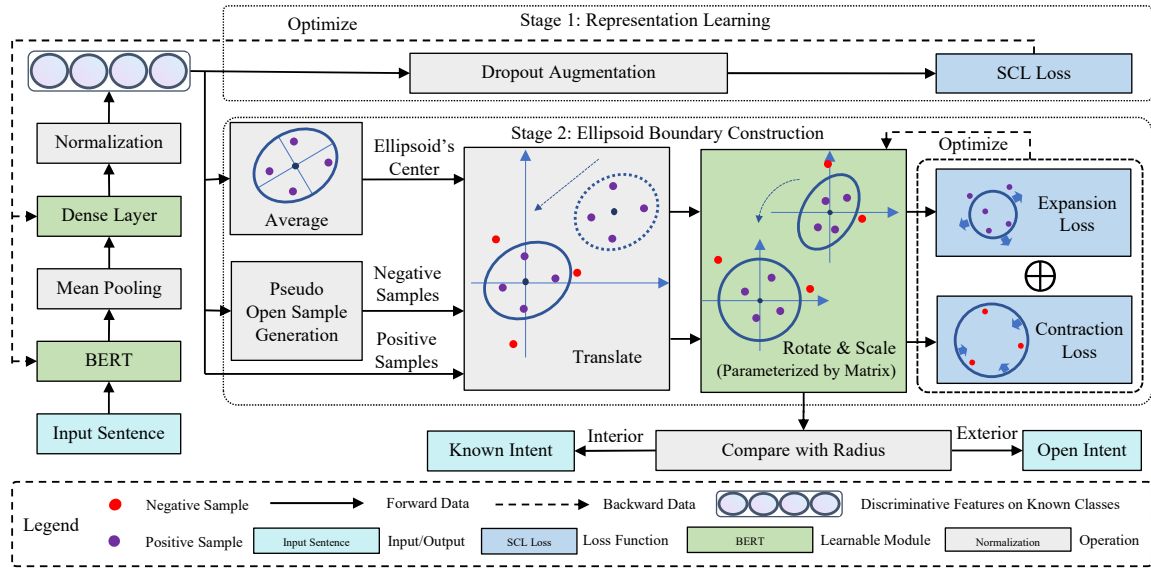 Stage 1: Representation Learning
Optimize
Dropout Augmentation
SCL Loss
Normalization
Dense Layer
Mean Pooling
BERT
Input Sentence
Stage 2: Ellipsoid Boundary Construction
Average
Ellipsoid's
Center
Pseudo
Open Sample
Generation
Negative
Samples
Positive
Samples
Translate
Rotate & Scale
(Parameterized by Matrix)
Optimize
Expansion
Loss
Contraction
Loss
Known Intent
Interior
Compare with Radius
Exterior
Open Intent
Legend
Negative Sample
Forward Data
Backward Data
Discriminative Features on Known Classes
Positive Sample
Input Sentence
Input/Output
SCL Loss
Loss Function
BERT
Learnable Module
Normalization
Operation